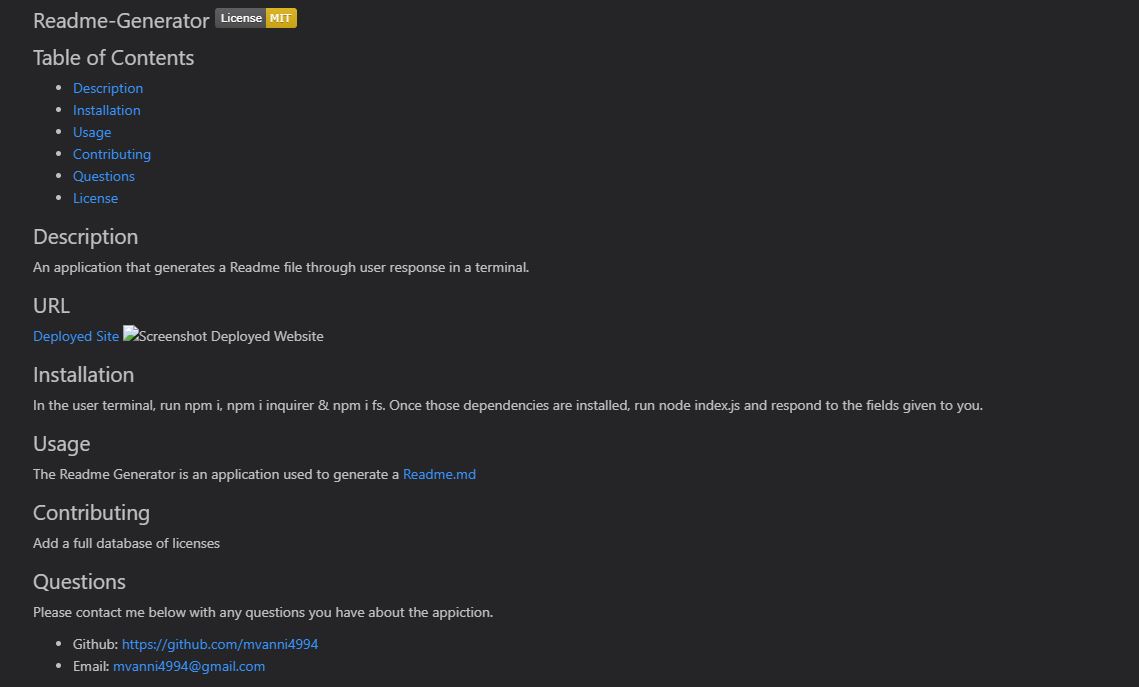 Readme-Generator License MIT
Table of Contents
Description
Installation
Usage
Contributing
Questions
License
Description
An application that generates a Readme file through user response in a terminal.
URL
Deployed Site Screenshot Deployed Website
Installation
In the user terminal, run npm i, npm i inquirer & npm i fs. Once those dependencies are installed, run node index.js and respond to the fields given to you.
Usage
The Readme Generator is an application used to generate a Readme.md
Contributing
Add a full database of licenses
Questions
Please contact me below with any questions you have about the appiction.
Github: https://github.com/mvanni4994
Email: mvanni4994@gmail.com